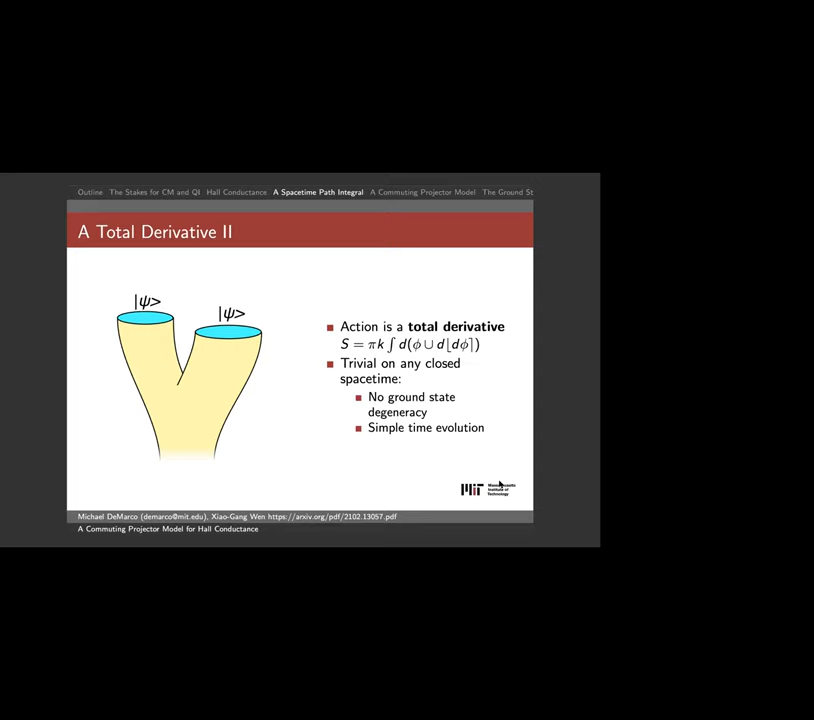 Outline The Stakes for CM and QI Hall Conductance A Spacetime Path Integral A Commuting Projector Model The Ground St
A Total Derivative II
|ψ>
|ψ>
Action is a total derivative
S = πk ∫ d(ϕ ∪ d⌊dϕ⌉)
Trivial on any closed
spacetime:
No ground state
degeneracy
Simple time evolution
MIT Massachusetts
Institute of
Technology
Michael DeMarco (demarco@mit.edu), Xiao-Gang Wen https://arxiv.org/pdf/2102.13057.pdf
A Commuting Projector Model for Hall Conductance